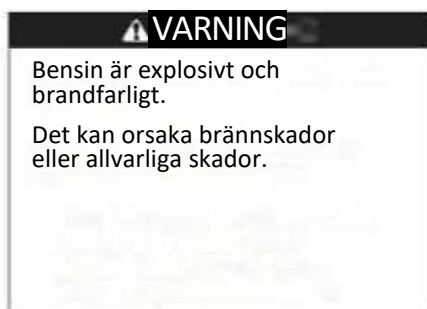 VARNING
Bensin är explosivt och
brandfarligt.
Det kan orsaka brännskador
eller allvarliga skador.